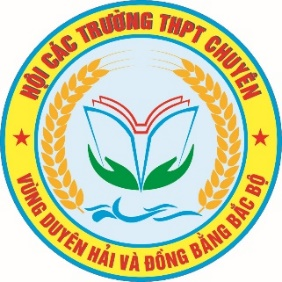 HỘI CÁC TRƯỜNG THPT CHUYÊN
VÙNG DUYÊN HẢI VÀ ĐỒNG BẰNG BẮC BỘ